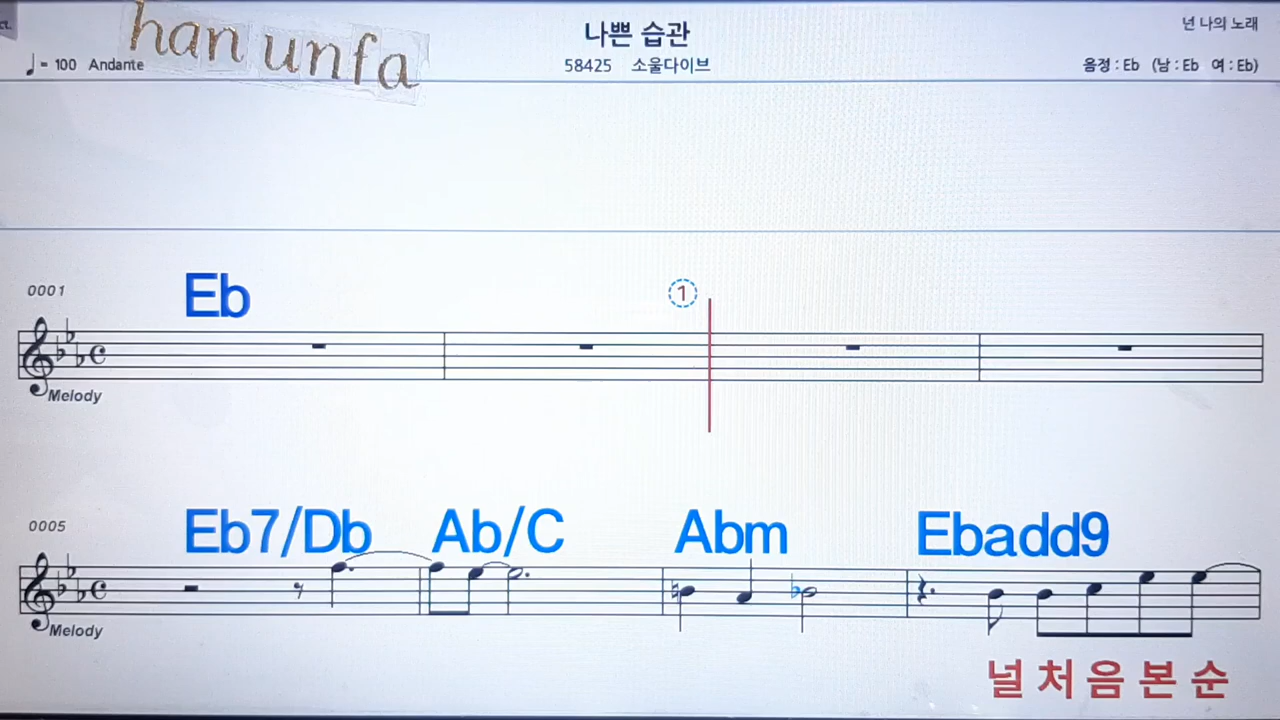 han unfa
나쁜 습관
넌 나의 노래
♩ = 100 Andante
58425 소울다이브
음정 : Eb (남 : Eb 여 : Eb)
0001
Eb
1
Melody
0005
Eb7/Db Ab/C Abm Ebadd9
Melody
널 처 음 본 순